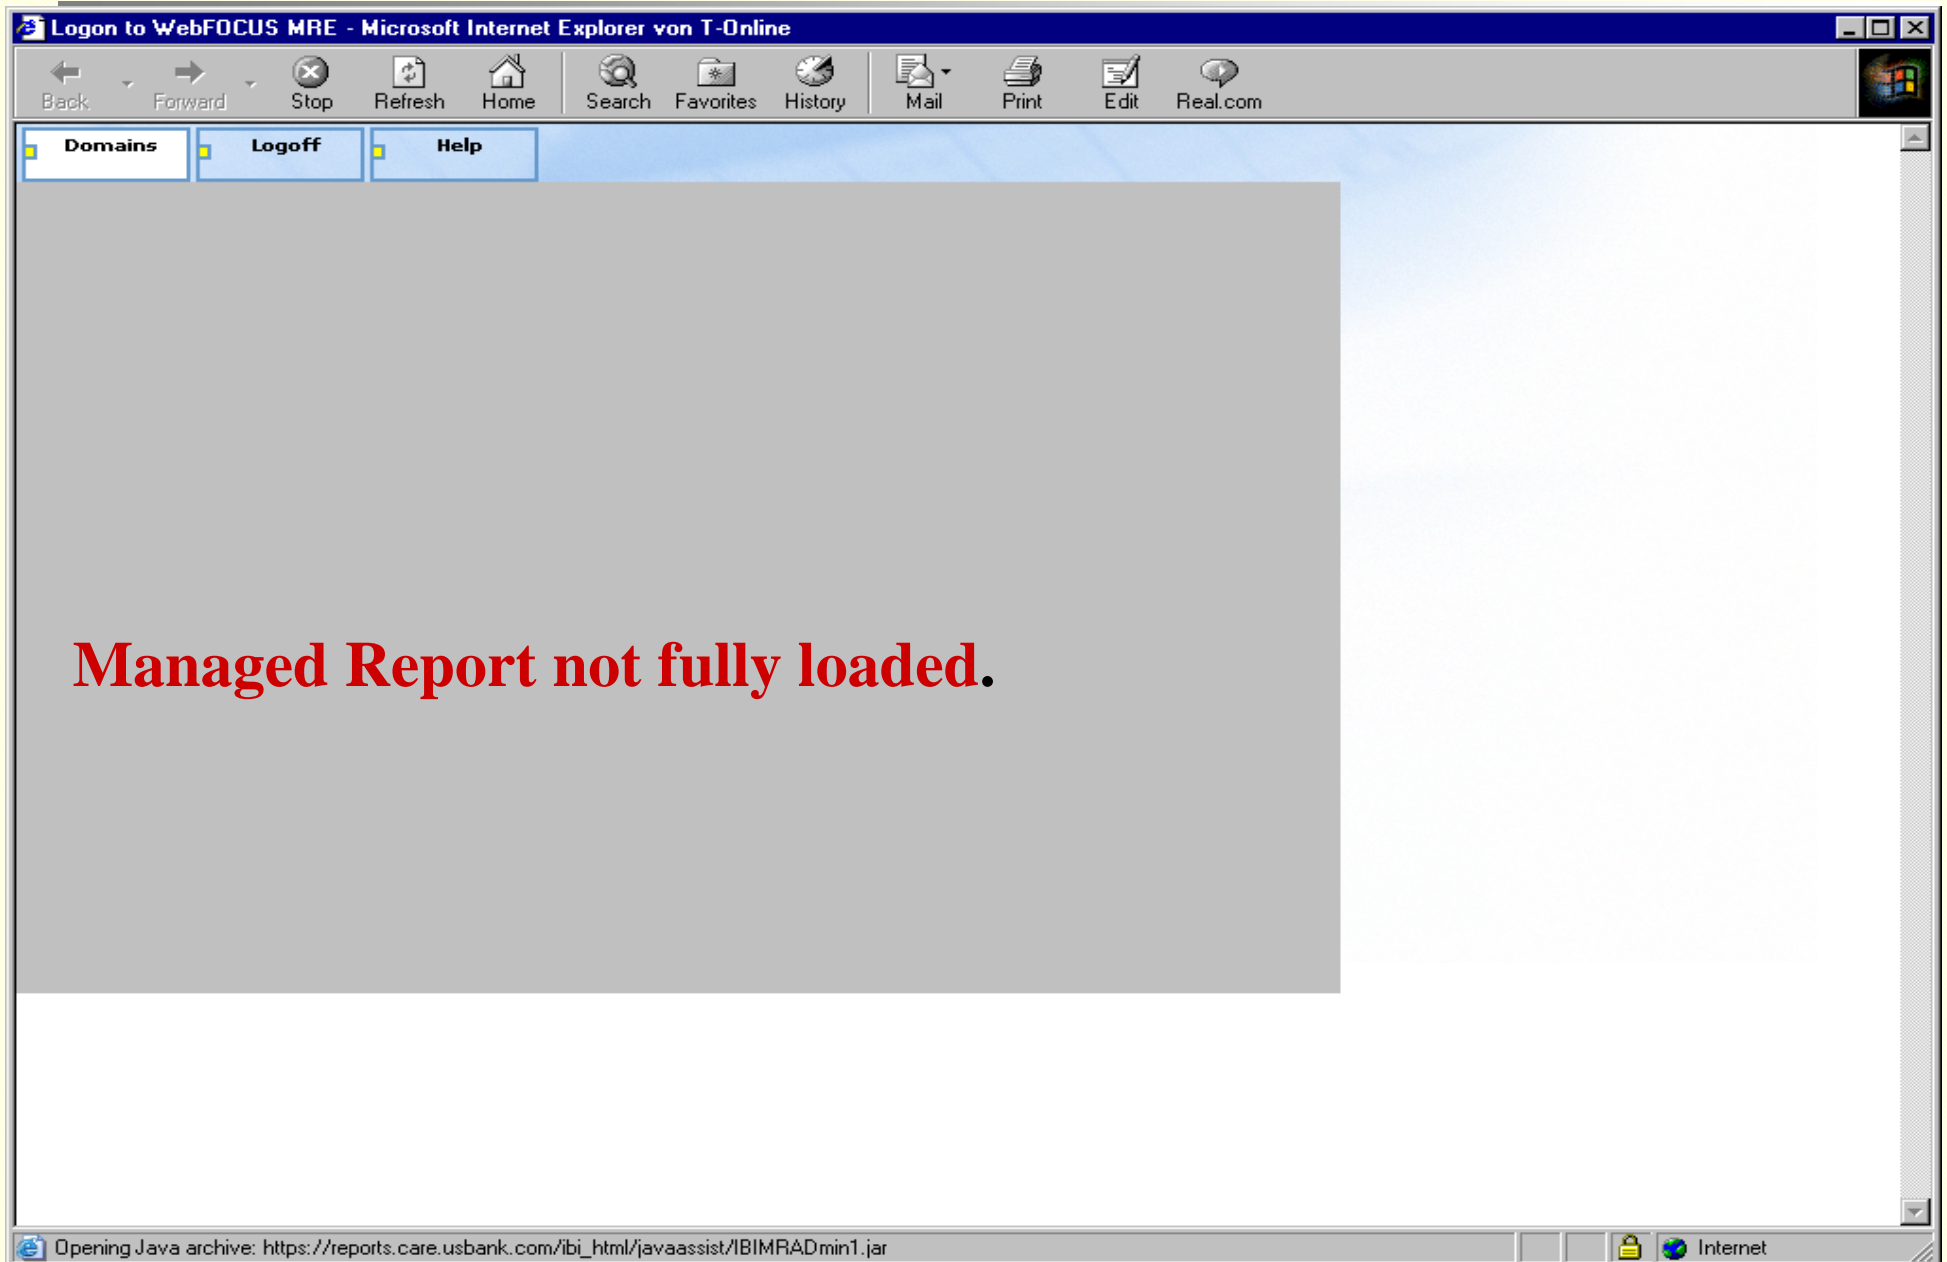 Logon to WebFOCUS MRE - Microsoft Internet Explorer von T-Online
Back Forward Stop Refresh Home Search Favorites History Mail Print Edit Real.com
Domains Logoff Help
Managed Report not fully loaded.
Opening Java archive: https://reports.care.usbank.com/ibi_html/javaassist/IBIMRADmin1.jar Internet